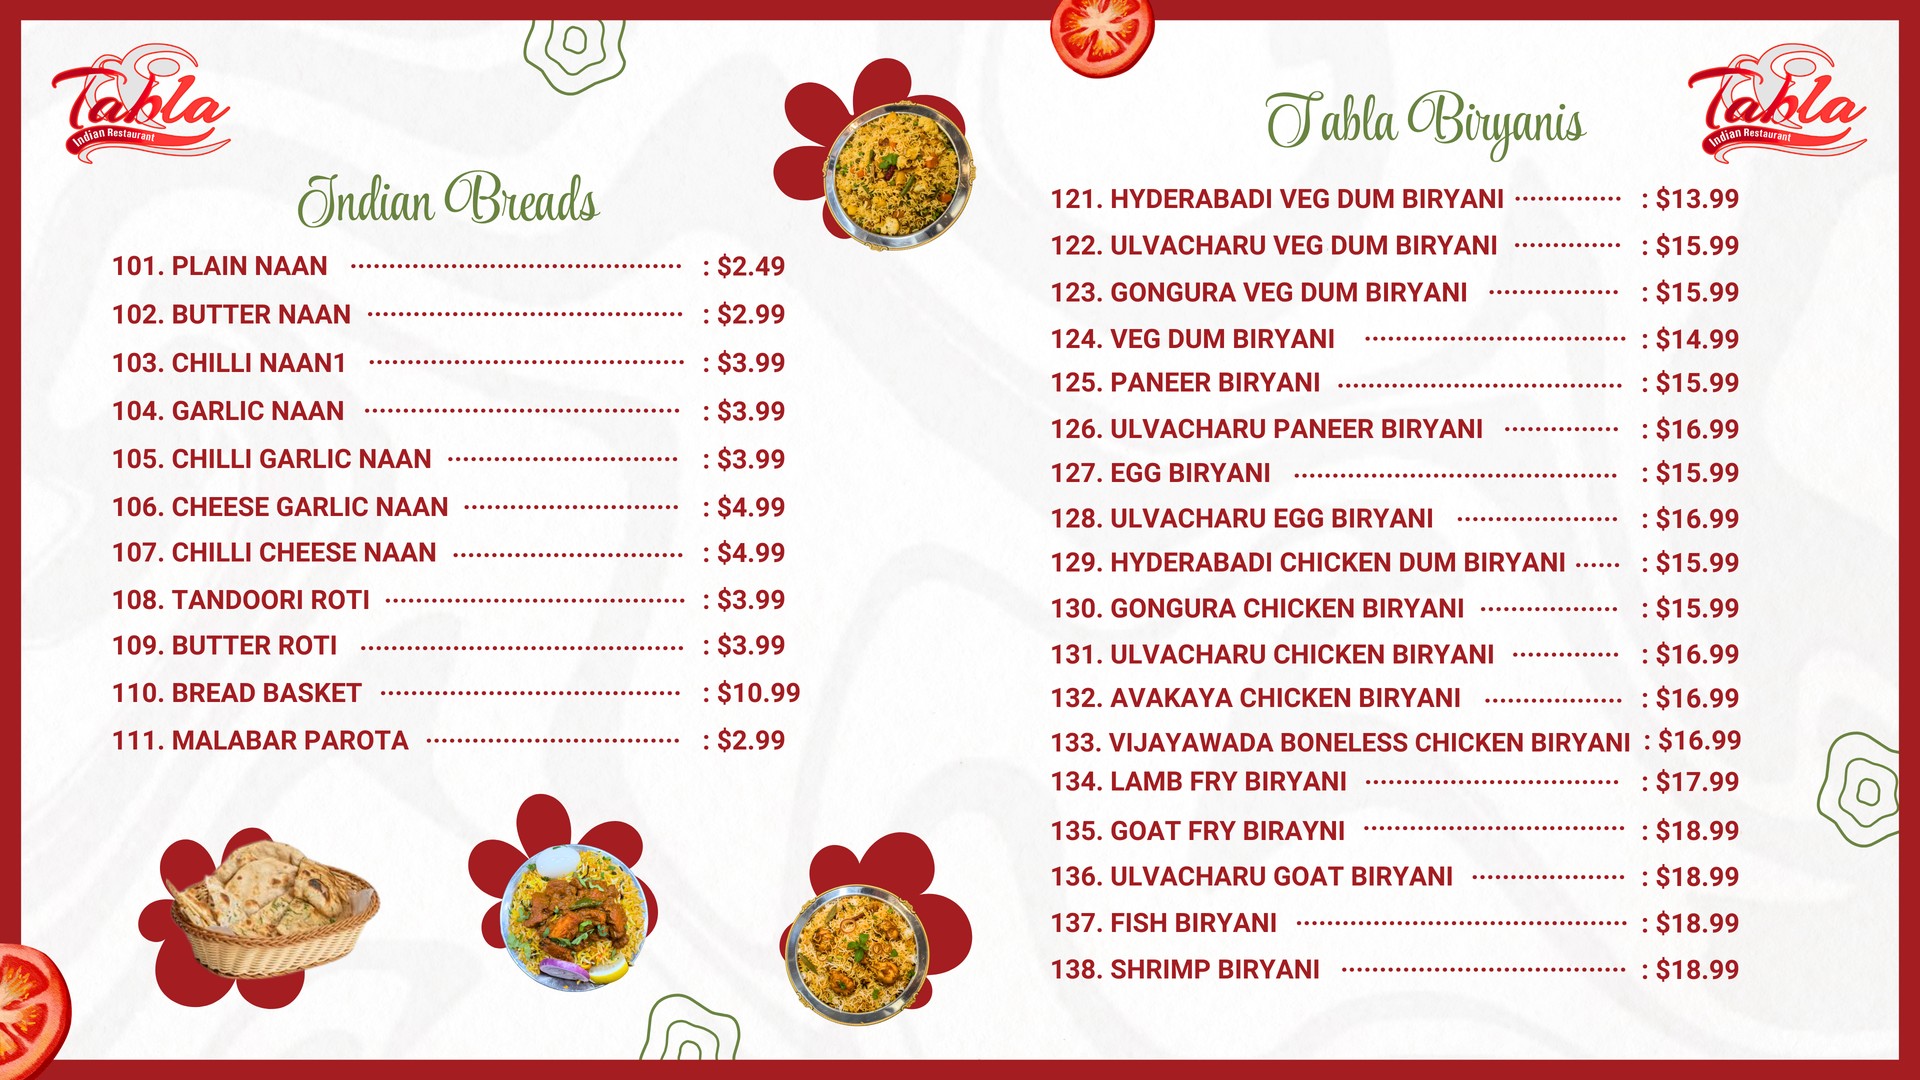 Tabla
Indian Restaurant
Indian Breads
101. PLAIN NAAN : $2.49
102. BUTTER NAAN : $2.99
103. CHILLI NAAN1 : $3.99
104. GARLIC NAAN : $3.99
105. CHILLI GARLIC NAAN : $3.99
106. CHEESE GARLIC NAAN : $4.99
107. CHILLI CHEESE NAAN : $4.99
108. TANDOORI ROTI : $3.99
109. BUTTER ROTI : $3.99
110. BREAD BASKET : $10.99
111. MALABAR PAROTA : $2.99
Tabla Biryanis
Tabla
Indian Restaurant
121. HYDERABADI VEG DUM BIRYANI : $13.99
122. ULVACHARU VEG DUM BIRYANI : $15.99
123. GONGURA VEG DUM BIRYANI : $15.99
124. VEG DUM BIRYANI : $14.99
125. PANEER BIRYANI : $15.99
126. ULVACHARU PANEER BIRYANI : $16.99
127. EGG BIRYANI : $15.99
128. ULVACHARU EGG BIRYANI : $16.99
129. HYDERABADI CHICKEN DUM BIRYANI : $15.99
130. GONGURA CHICKEN BIRYANI : $15.99
131. ULVACHARU CHICKEN BIRYANI : $16.99
132. AVAKAYA CHICKEN BIRYANI : $16.99
133. VIJAYAWADA BONELESS CHICKEN BIRYANI : $16.99
134. LAMB FRY BIRYANI : $17.99
135. GOAT FRY BIRAYNI : $18.99
136. ULVACHARU GOAT BIRYANI : $18.99
137. FISH BIRYANI : $18.99
138. SHRIMP BIRYANI : $18.99